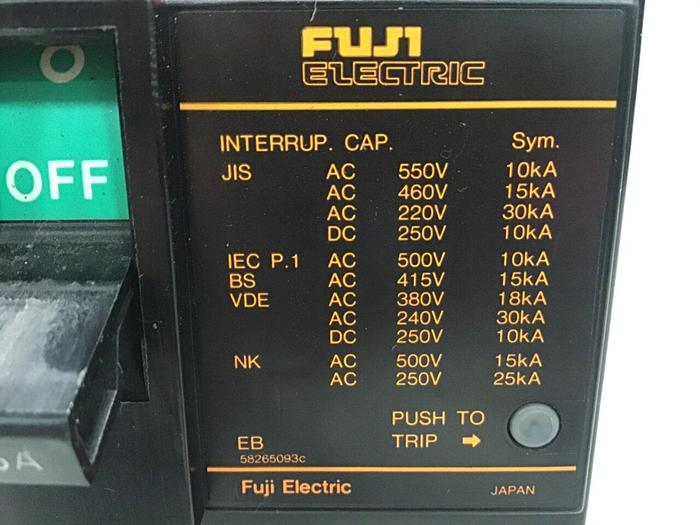 O
OFF
FUJI
ELECTRIC
INTERRUP. CAP. Sym.
JIS AC 550V 10kA
AC 460V 15kA
AC 220V 30kA
DC 250V 10kA
IEC P.1 AC 500V 10kA
BS AC 415V 15kA
VDE AC 380V 18kA
AC 240V 30kA
DC 250V 10kA
NK AC 500V 15kA
AC 250V 25kA
PUSH TO
TRIP ➡
EB
58265093c
Fuji Electric JAPAN